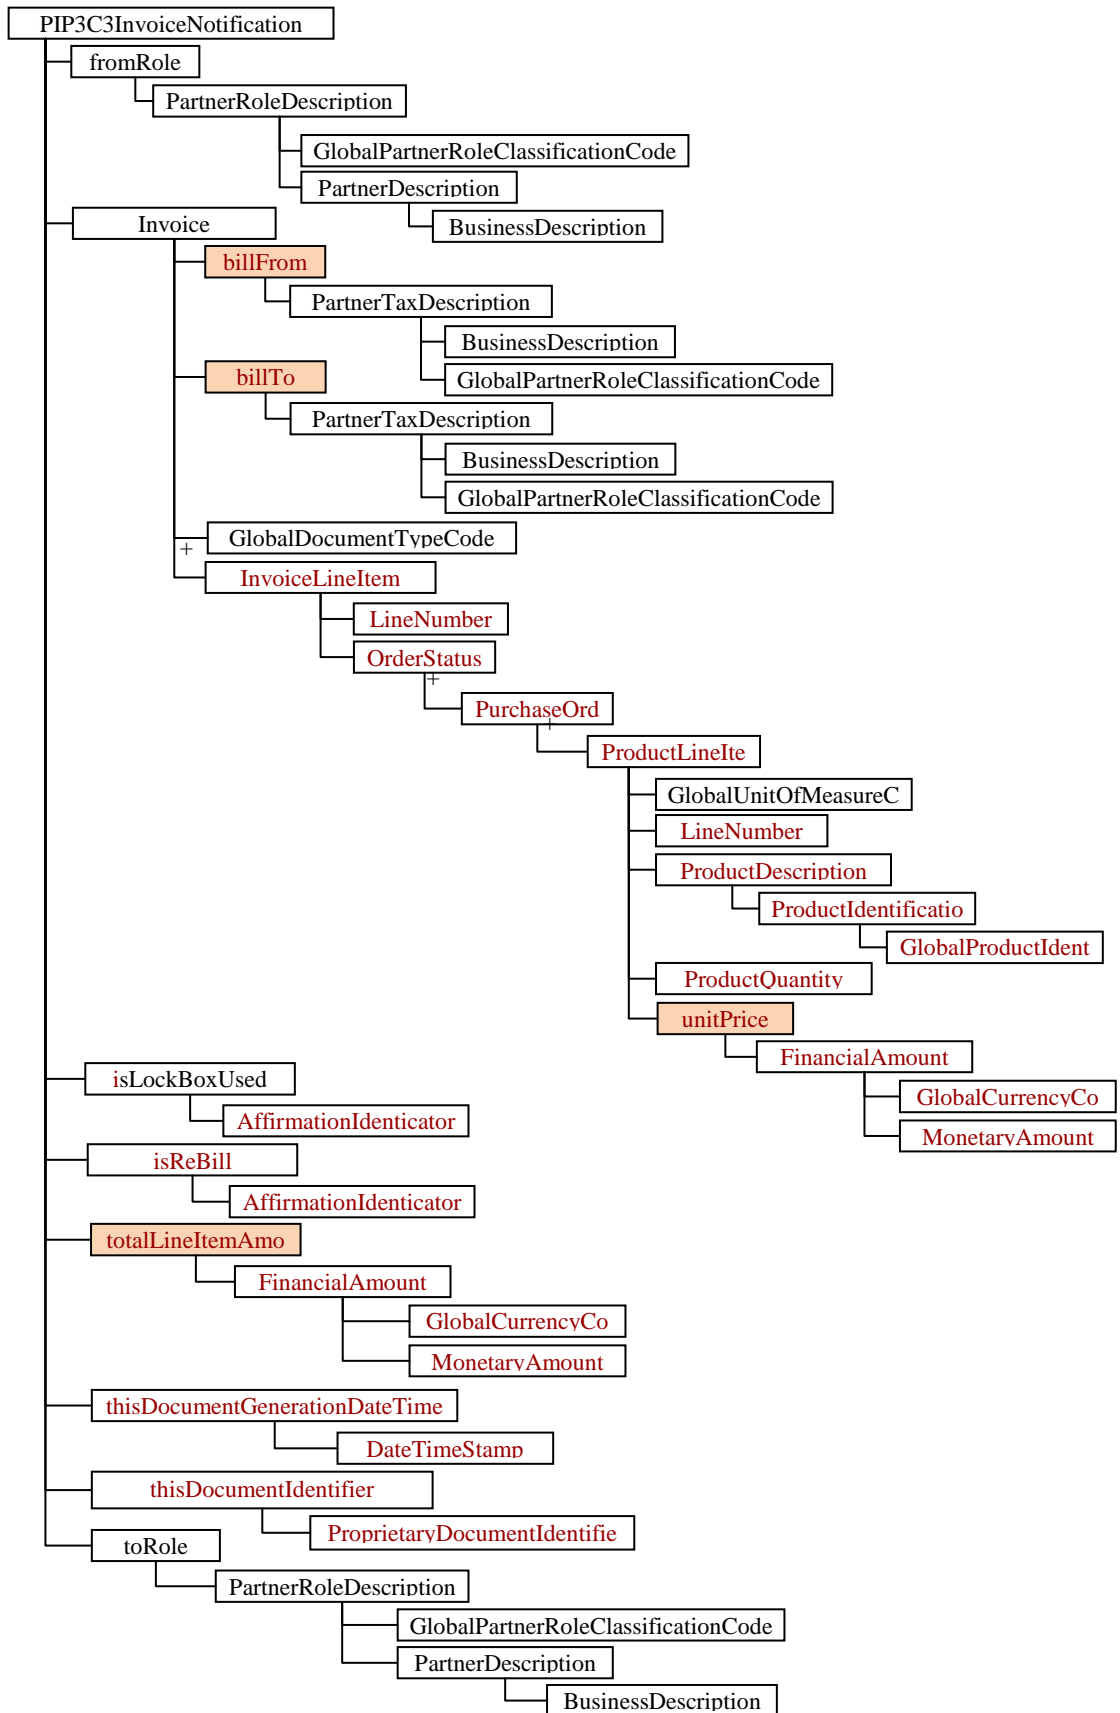 PIP3C3InvoiceNotification
fromRole
PartnerRoleDescription
GlobalPartnerRoleClassificationCode
PartnerDescription
BusinessDescription
Invoice
billFrom
PartnerTaxDescription
BusinessDescription
GlobalPartnerRoleClassificationCode
billTo
PartnerTaxDescription
BusinessDescription
GlobalPartnerRoleClassificationCode
GlobalDocumentTypeCode
+
InvoiceLineItem
LineNumber
OrderStatus
+
PurchaseOrd
+
ProductLineIte
GlobalUnitOfMeasureC
LineNumber
ProductDescription
ProductIdentificatio
GlobalProductIdent
ProductQuantity
unitPrice
FinancialAmount
GlobalCurrencyCo
MonetaryAmount
isLockBoxUsed
AffirmationIdenticator
isReBill
AffirmationIdenticator
totalLineItemAmo
FinancialAmount
GlobalCurrencyCo
MonetaryAmount
thisDocumentGenerationDateTime
DateTimeStamp
thisDocumentIdentifier
ProprietaryDocumentIdentifie
toRole
PartnerRoleDescription
GlobalPartnerRoleClassificationCode
PartnerDescription
BusinessDescription